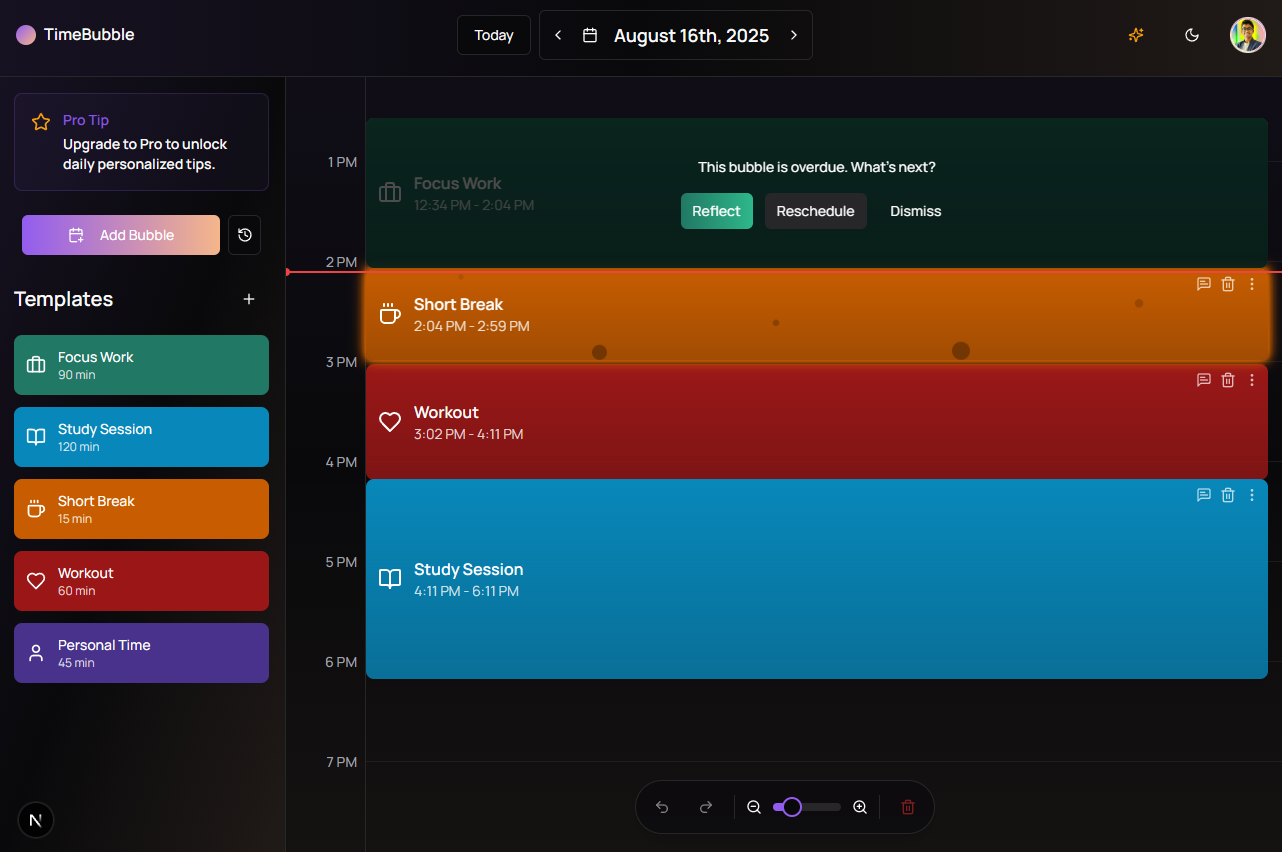 TimeBubble
Today
August 16th, 2025
Pro Tip
Upgrade to Pro to unlock
daily personalized tips.
Add Bubble
Templates
Focus Work
90 min
Study Session
120 min
Short Break
15 min
Workout
60 min
Personal Time
45 min
N
1 PM
2 PM
3 PM
4 PM
5 PM
6 PM
7 PM
Focus Work
12:34 PM - 2:04 PM
This bubble is overdue. What's next?
Reflect
Reschedule
Dismiss
Short Break
2:04 PM - 2:59 PM
Workout
3:02 PM - 4:11 PM
Study Session
4:11 PM - 6:11 PM